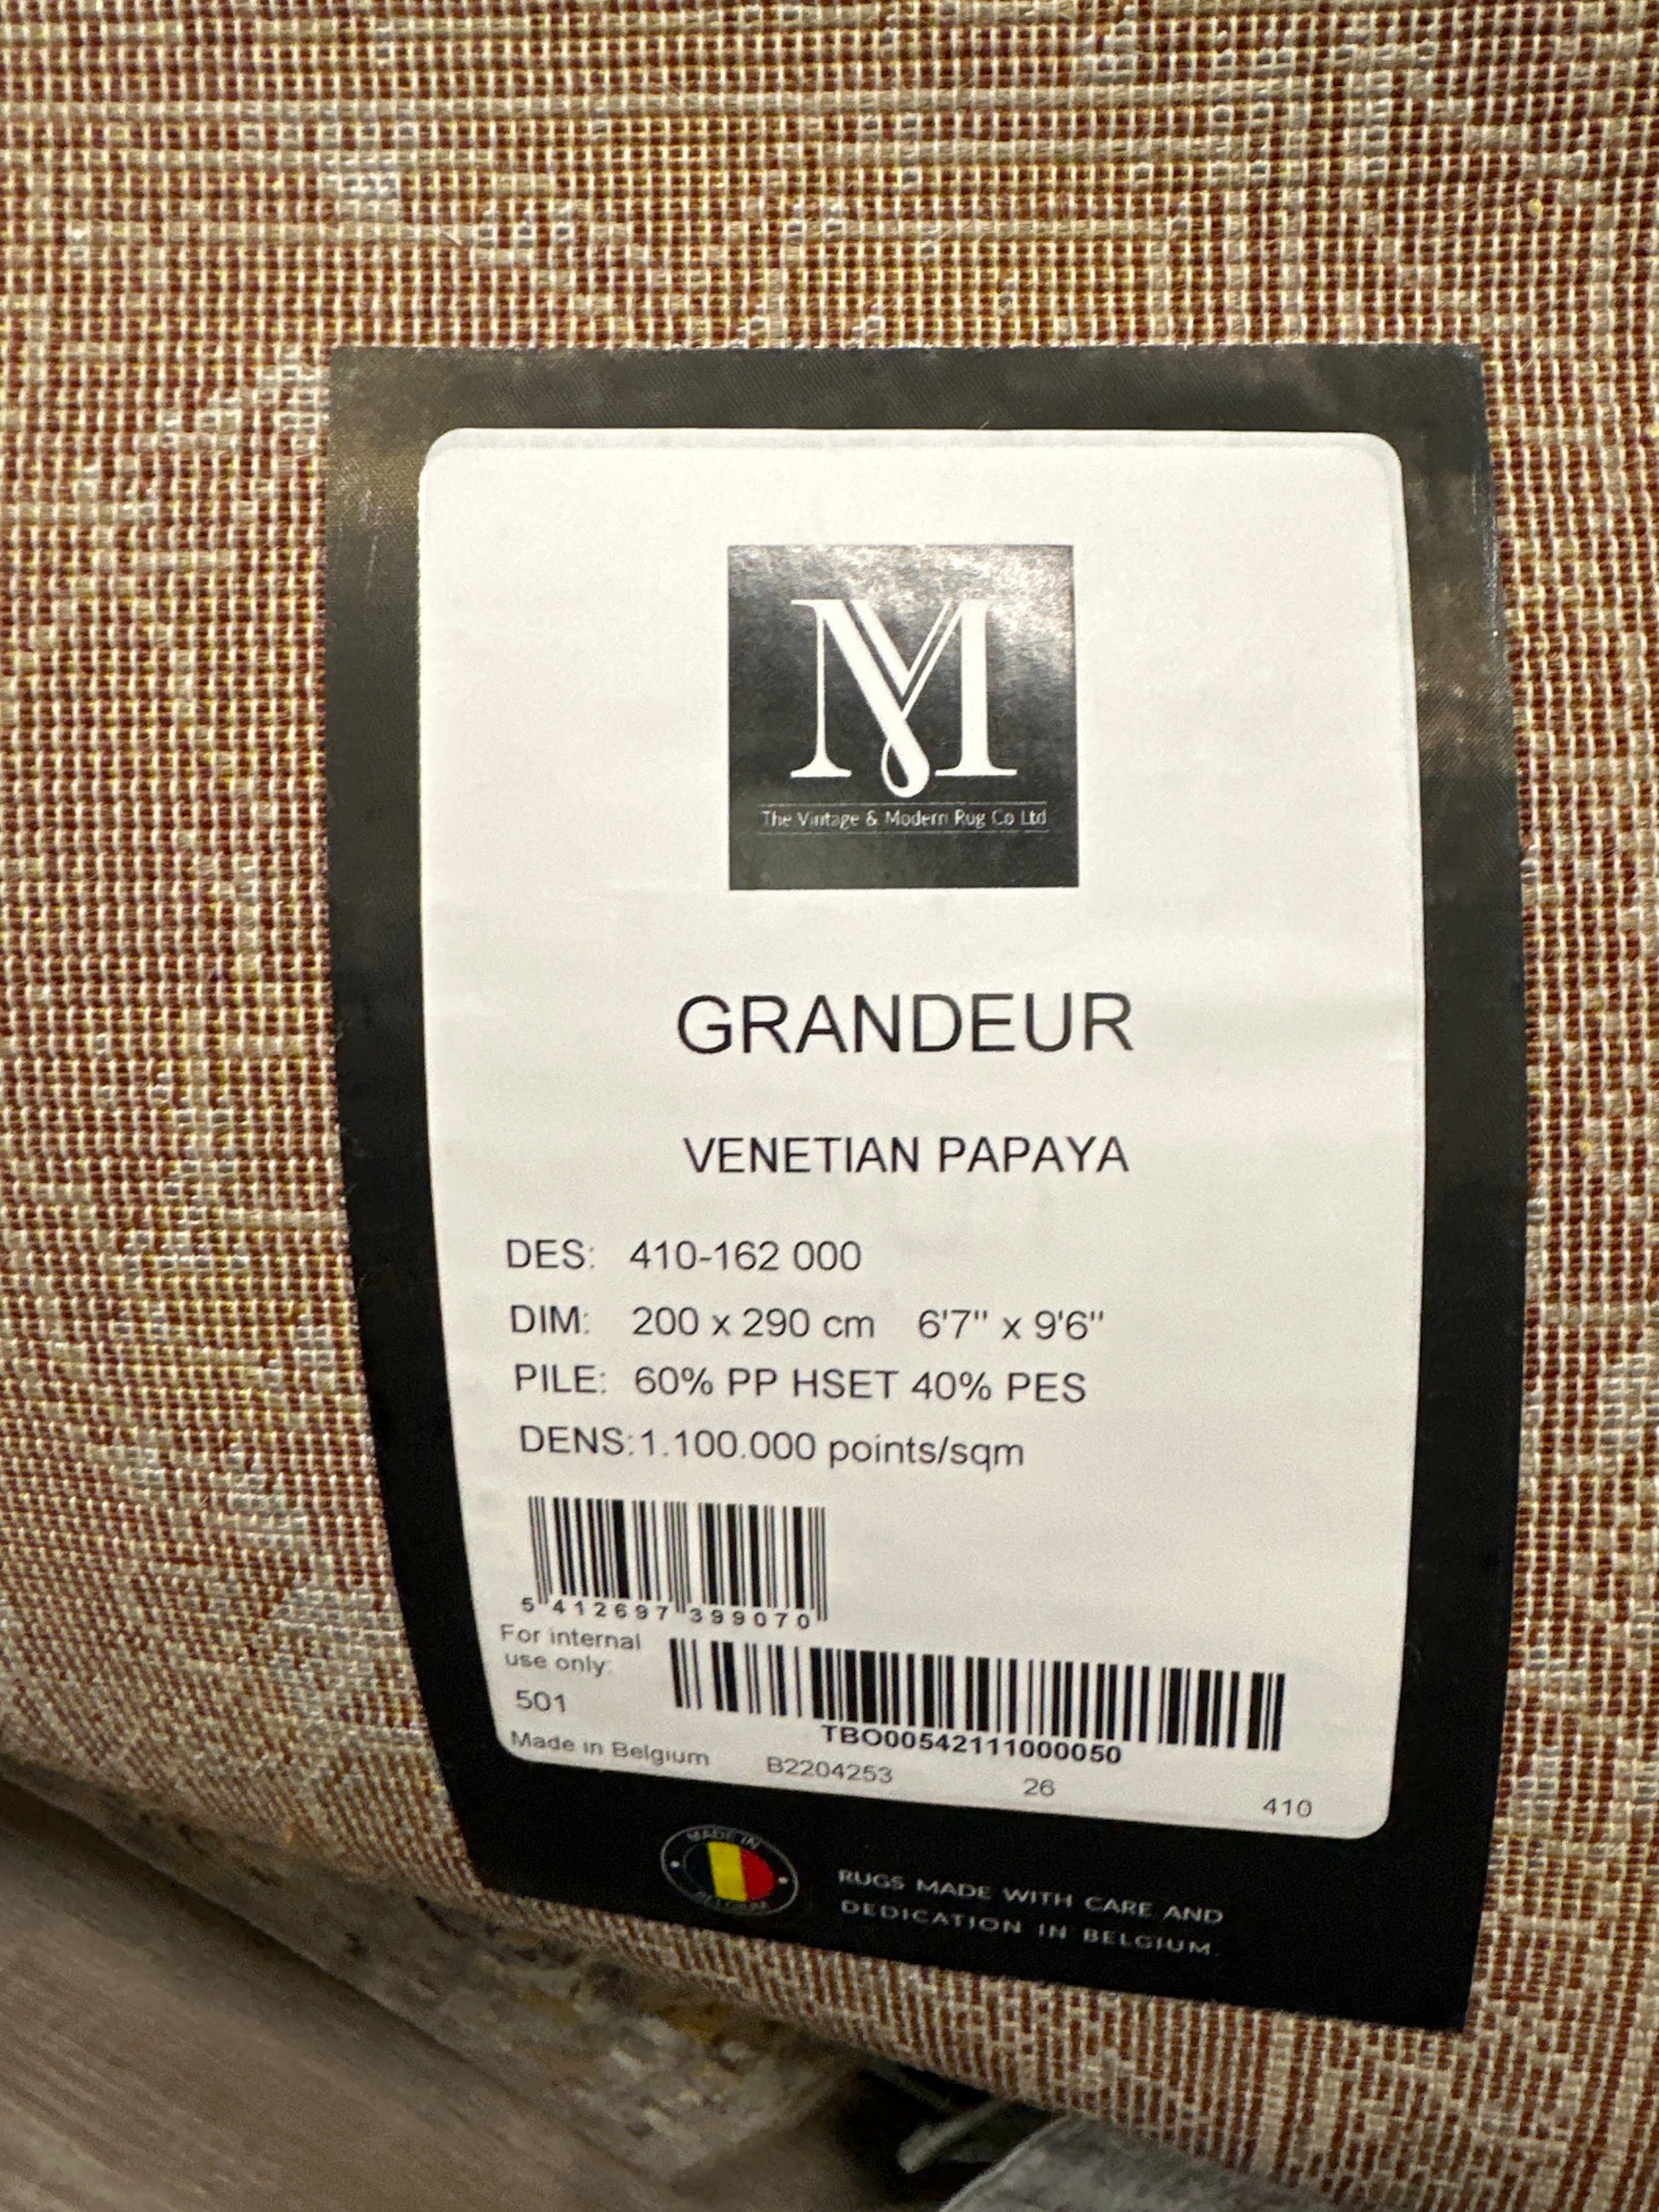 VM
The Vintage & Modern Rug Co Ltd
GRANDEUR
VENETIAN PAPAYA
DES: 410-162 000
DIM: 200 x 290 cm 6'7" x 9'6"
PILE: 60% PP HSET 40% PES
DENS:1.100.000 points/sqm
5 412697 399070
For internal
use only:
501
TBO00542111000050
Made in Belgium B2204253 26 410
MADE IN
BELGIUM
RUGS MADE WITH CARE AND
DEDICATION IN BELGIUM.